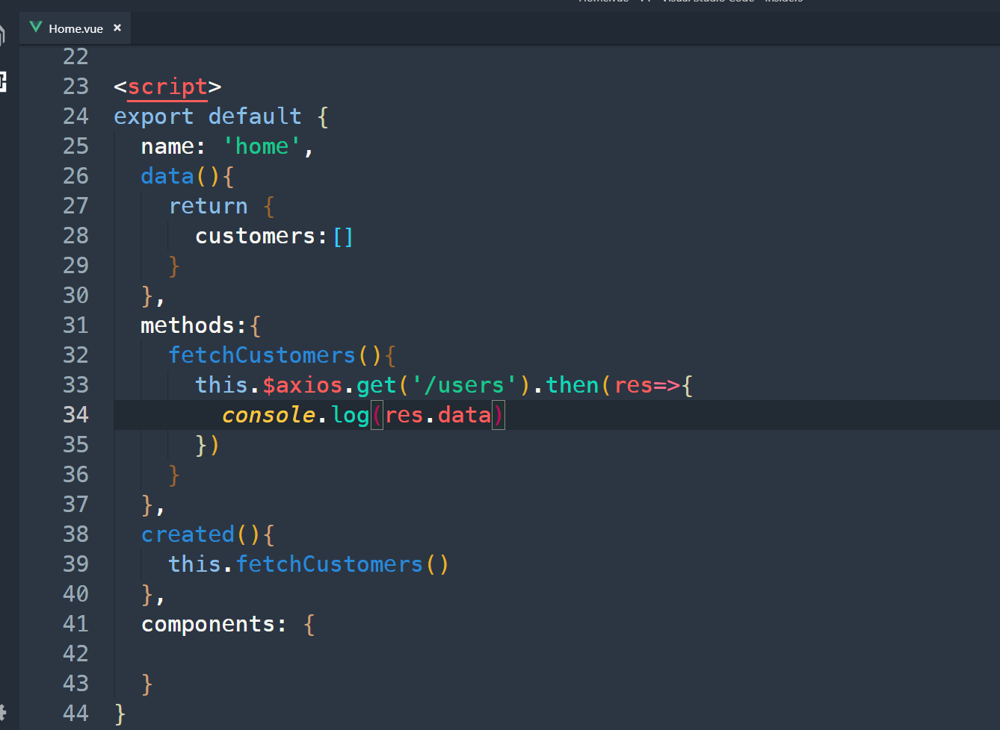 Home.vue
22
23 <script>
24 export default {
25 name: 'home',
26 data(){
27 return {
28 customers:[]
29 }
30 },
31 methods:{
32 fetchCustomers(){
33 this.$axios.get('/users').then(res=>{
34 console.log(res.data)
35 })
36 }
37 },
38 created(){
39 this.fetchCustomers()
40 },
41 components: {
42
43 }
44 }